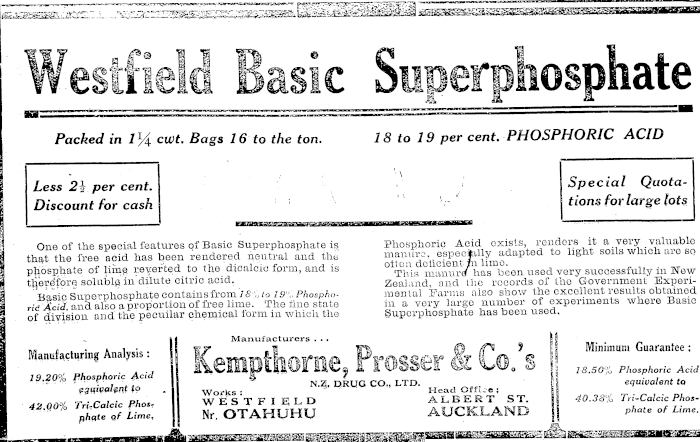 Westfield Basic Superphosphate
Packed in 1¼ cwt. Bags 16 to the ton.
18 to 19 per cent. PHOSPHORIC ACID
Less 2½ per cent.
Discount for cash
Special Quota-
tions for large lots
One of the special features of Basic Superphosphate is
that the free acid has been rendered neutral and the
phosphate of lime reverted to the dicalcic form, and is
therefore soluble in dilute citric acid.
Basic Superphosphate contains from 18% to 19% Phospho-
ric Acid, and also a proportion of free lime. The fine state
of division and the peculiar chemical form in which the
Phosphoric Acid exists, renders it a very valuable
manure, especially adapted to light soils which are so
often deficient in lime.
This manure has been used very successfully in New
Zealand, and the records of the Government Experi-
mental Farms also show the excellent results obtained
in a very large number of experiments where Basic
Superphosphate has been used.
Manufacturing Analysis:
19.20% Phosphoric Acid
equivalent to
42.00% Tri-Calcic Phos-
phate of Lime.
Manufacturers...
Kempthorne, Prosser & Co.'s
N.Z. DRUG CO., LTD.
Works:
WESTFIELD
Nr. OTAHUHU
Head Office:
ALBERT ST.
AUCKLAND
Minimum Guarantee:
18.50% Phosphoric Acid
equivalent to
40.38% Tri-Calcic Phos-
phate of Lime.